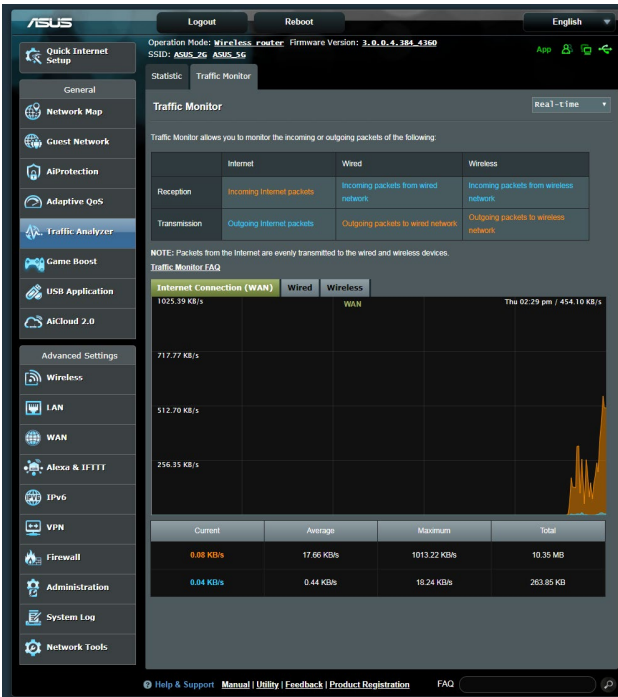 ASUS Logout Reboot English
Operation Mode: Wireless router Firmware Version: 3.0.0.4.384_4360
SSID: ASUS_2G ASUS_5G
App
Quick Internet
Setup
General
Network Map
Guest Network
AiProtection
Adaptive QoS
Traffic Analyzer
Game Boost
USB Application
AiCloud 2.0
Advanced Settings
Wireless
LAN
WAN
Alexa & IFTTT
IPv6
VPN
Firewall
Administration
System Log
Network Tools
Statistic Traffic Monitor
Traffic Monitor Real-time
Traffic Monitor allows you to monitor the incoming or outgoing packets of the following:
Internet Wired Wireless
Reception Incoming Internet packets Incoming packets from wired network Incoming packets from wireless network
Transmission Outgoing Internet packets Outgoing packets to wired network Outgoing packets to wireless network
NOTE: Packets from the Internet are evenly transmitted to the wired and wireless devices.
Traffic Monitor FAQ
Internet Connection (WAN) Wired Wireless
1025.39 KB/s WAN Thu 02:29 pm / 454.10 KB/s
717.77 KB/s
512.70 KB/s
256.35 KB/s
Current Average Maximum Total
0.08 KB/s 17.66 KB/s 1013.22 KB/s 10.35 MB
0.04 KB/s 0.44 KB/s 18.24 KB/s 263.85 KB
Help & Support Manual | Utility | Feedback | Product Registration FAQ